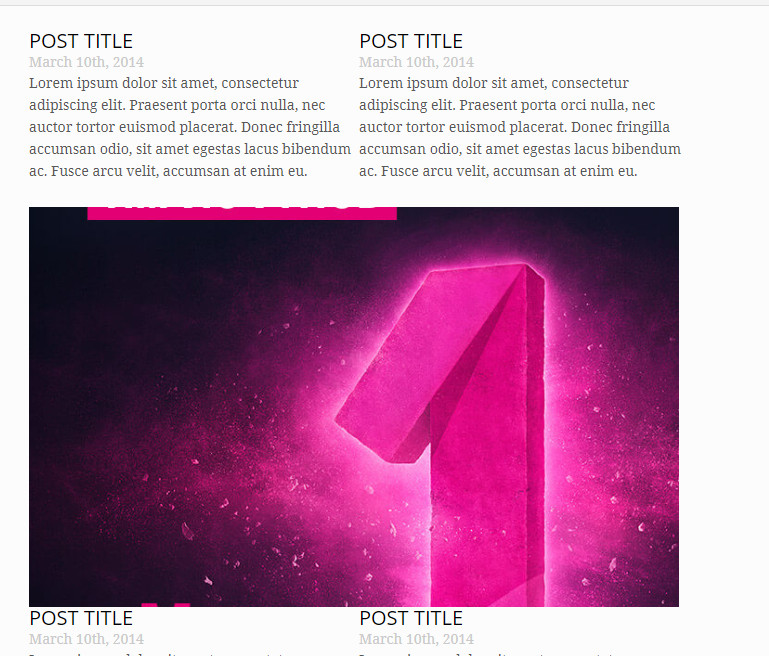 POST TITLE
March 10th, 2014
Lorem ipsum dolor sit amet, consectetur
adipiscing elit. Praesent porta orci nulla, nec
auctor tortor euismod placerat. Donec fringilla
accumsan odio, sit amet egestas lacus bibendum
ac. Fusce arcu velit, accumsan at enim eu.
POST TITLE
March 10th, 2014
Lorem ipsum dolor sit amet, consectetur
adipiscing elit. Praesent porta orci nulla, nec
auctor tortor euismod placerat. Donec fringilla
accumsan odio, sit amet egestas lacus bibendum
ac. Fusce arcu velit, accumsan at enim eu.
1
POST TITLE
March 10th, 2014
POST TITLE
March 10th, 2014